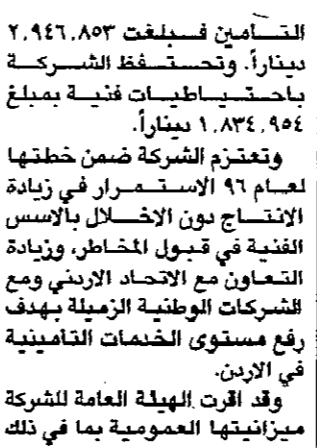 التأمين فبلغت ٢,٩٤٦,٨٥٣
ديناراً. وتحتفظ الشركة
باحتياطيات فنية بمبلغ
١,٨٣٤,٩٥٤ ديناراً.
وتعتزم الشركة ضمن خطتها
لعام ٩٦ الاستمرار في زيادة
الانتاج دون الاخلال بالاسس
الفنية في قبول المخاطر، وزيادة
التعاون مع الاتحاد الاردني ومع
الشركات الوطنية الزميلة بهدف
رفع مستوى الخدمات التأمينية
في الاردن.
وقد اقرت الهيئة العامة للشركة
ميزانيتها العمومية بما في ذلك